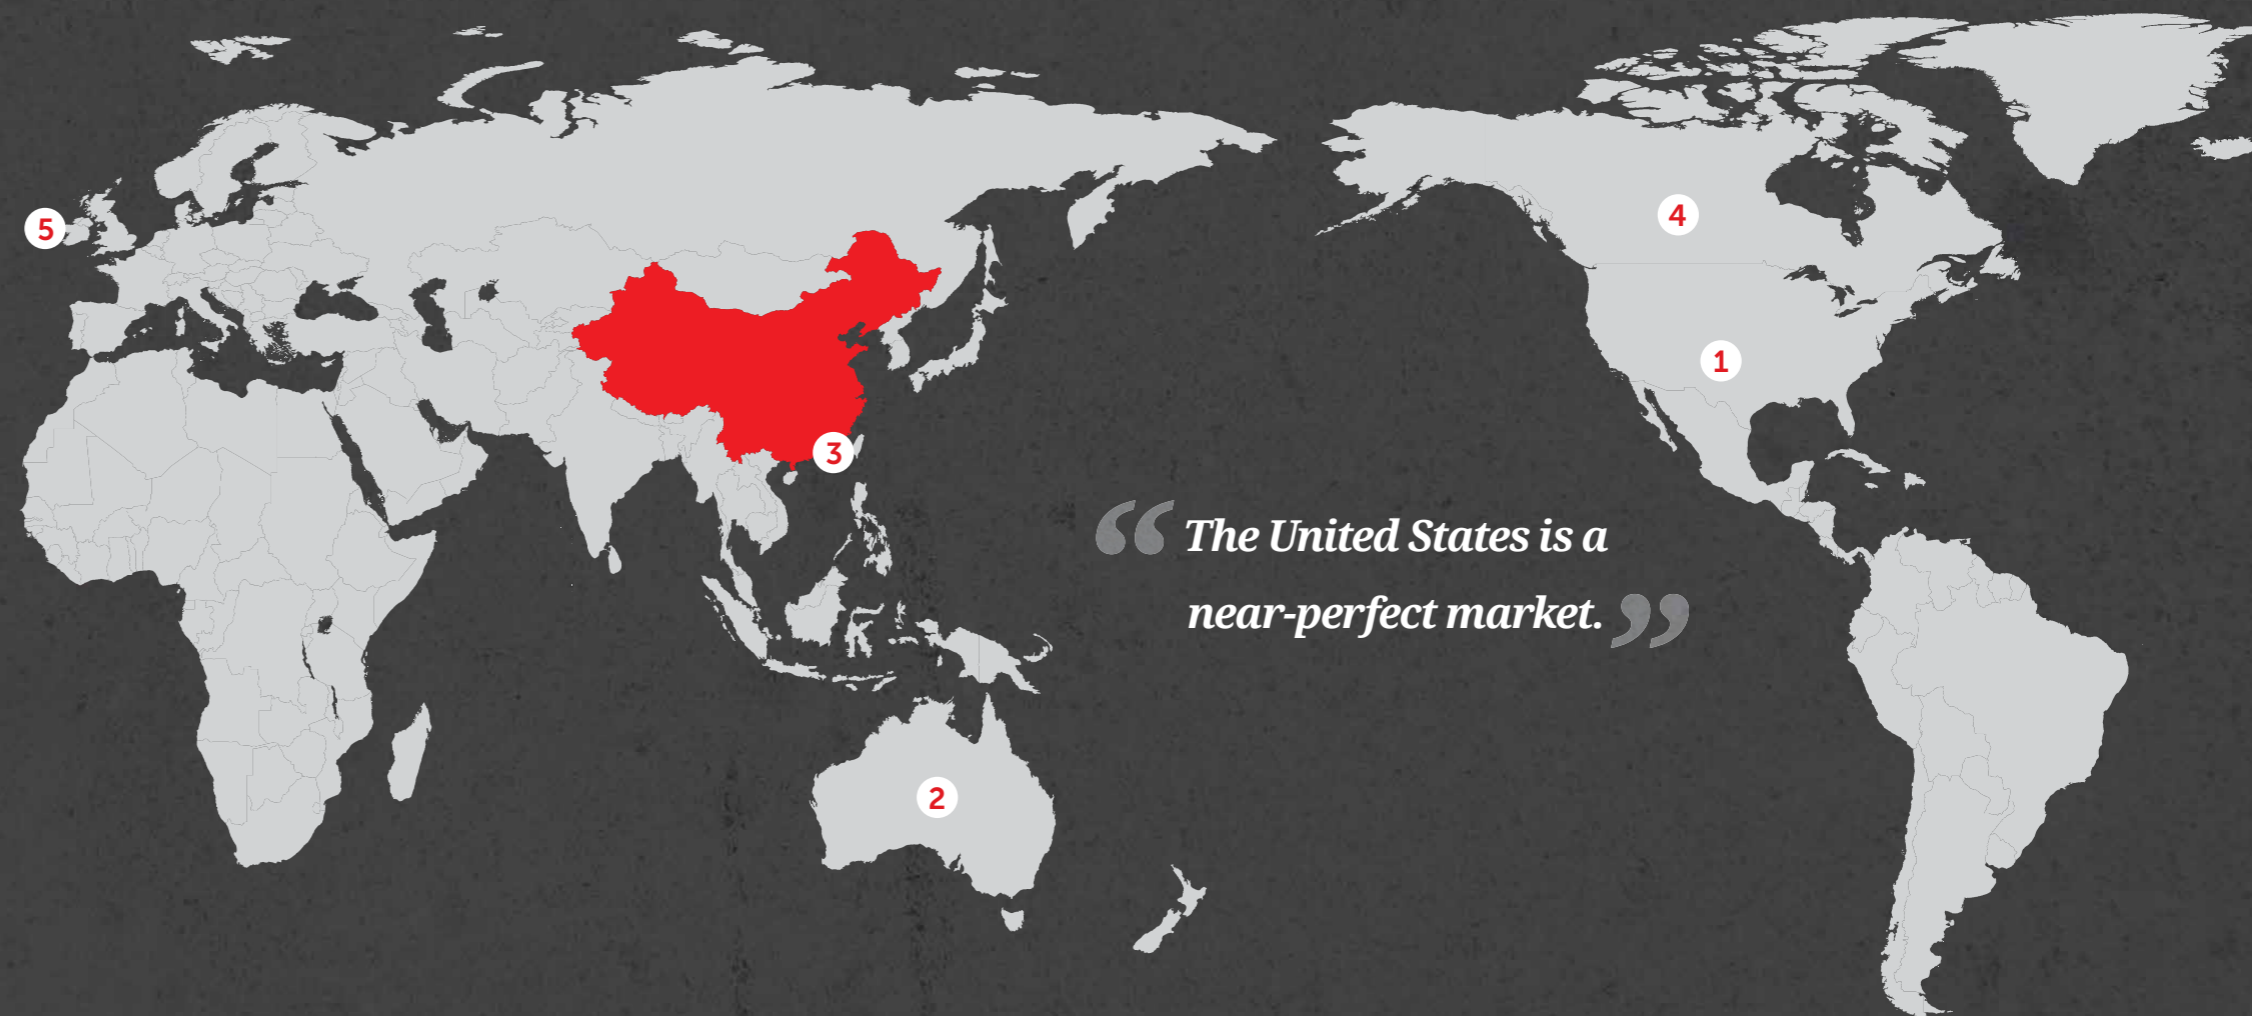 5
4
1
3
“The United States is a
near-perfect market.”
2